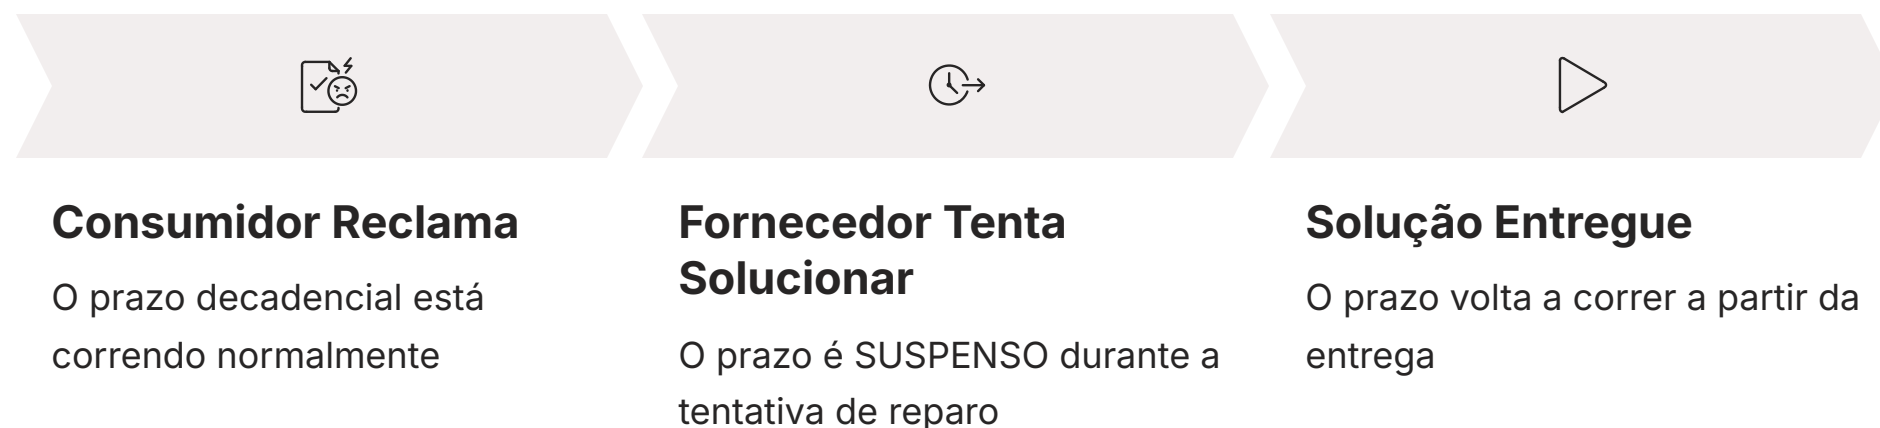 Consumidor Reclama
O prazo decadencial está
correndo normalmente
Fornecedor Tenta
Solucionar
O prazo é SUSPENSO durante a
tentativa de reparo
Solução Entregue
O prazo volta a correr a partir da
entrega